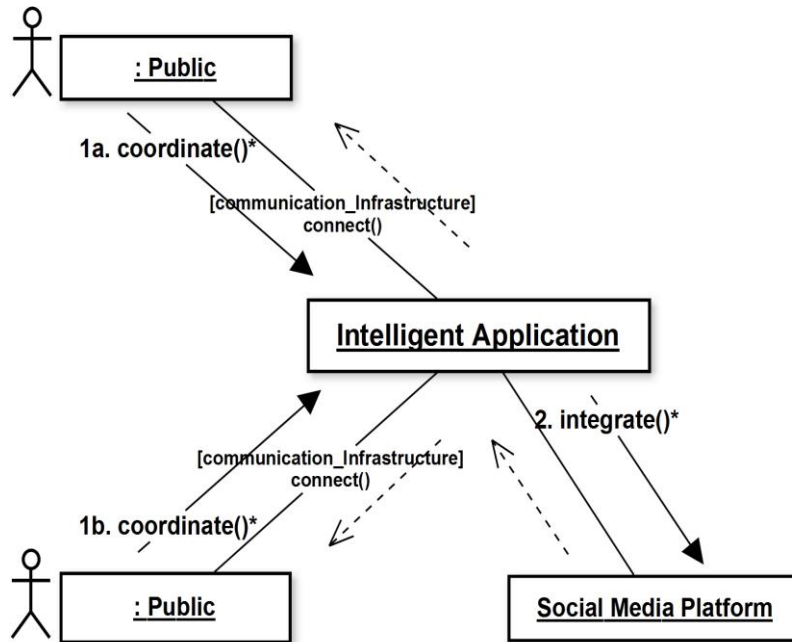 : Public
1a. coordinate()*
[communication_Infrastructure]
connect()
Intelligent Application
2. integrate()*
[communication_Infrastructure]
connect()
1b. coordinate()*
: Public
Social Media Platform